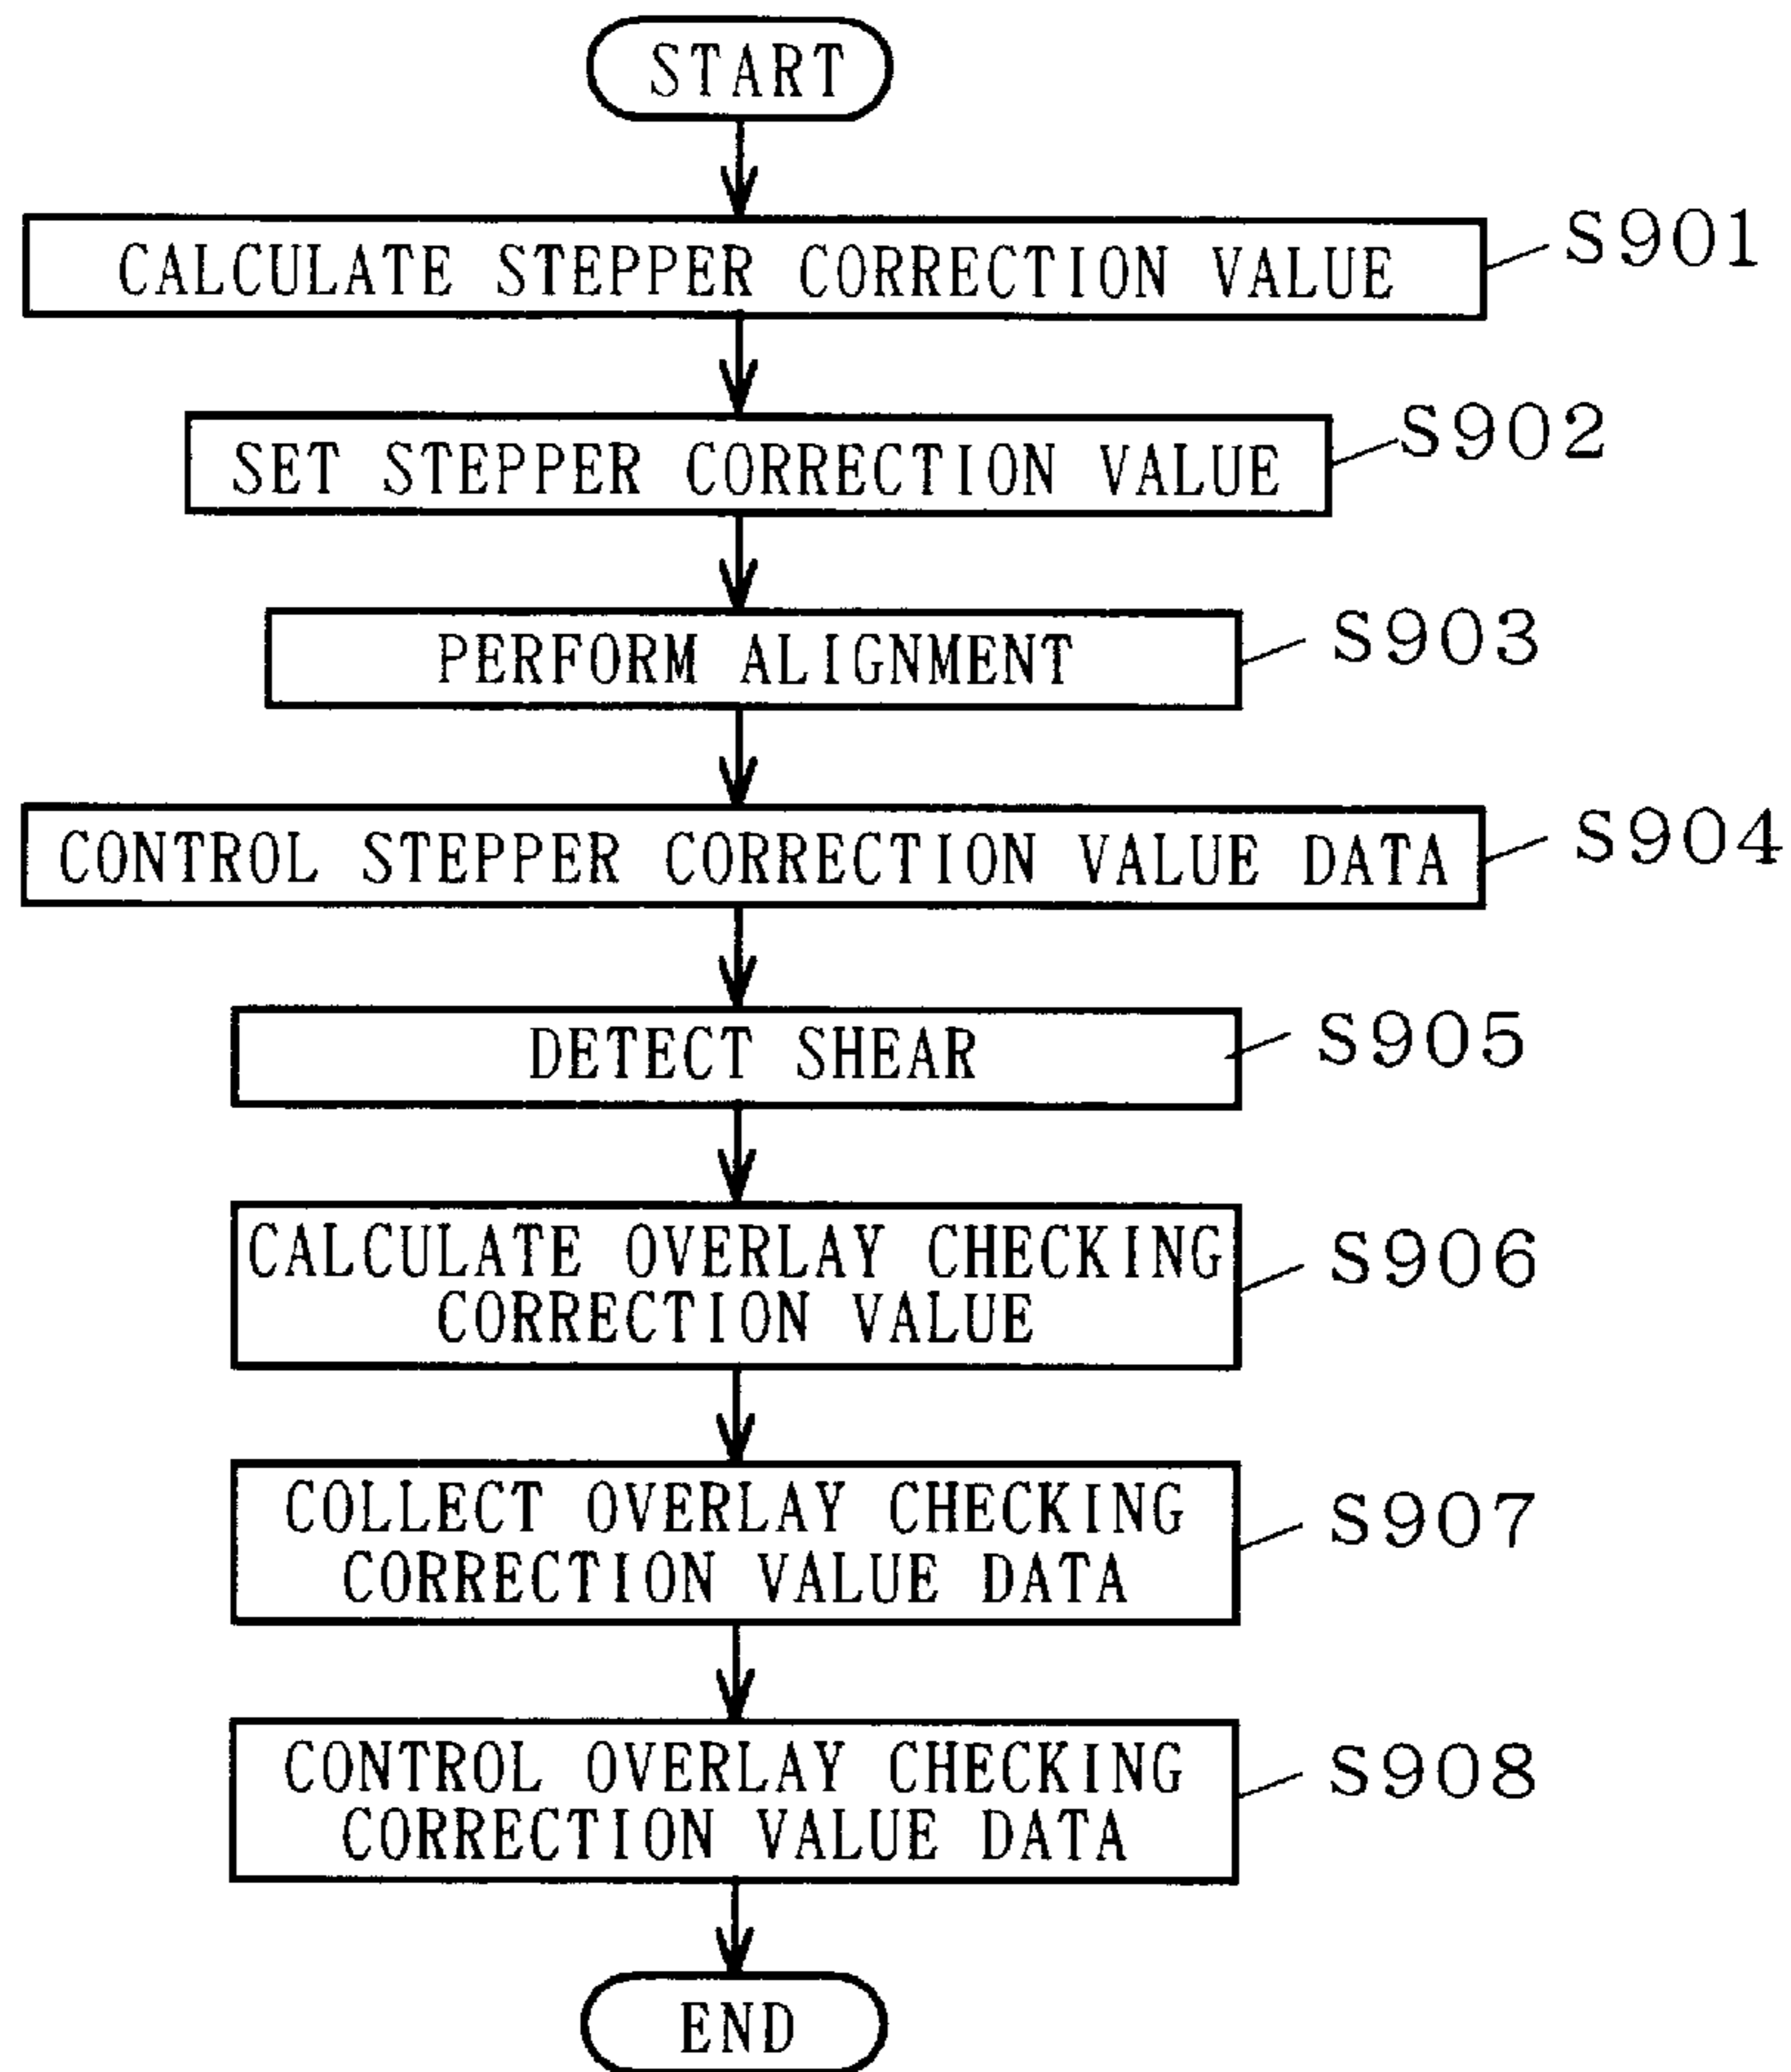 START
CALCULATE STEPPER CORRECTION VALUE
S901
SET STEPPER CORRECTION VALUE
S902
PERFORM ALIGNMENT
S903
CONTROL STEPPER CORRECTION VALUE DATA
S904
DETECT SHEAR
S905
CALCULATE OVERLAY CHECKING
CORRECTION VALUE
S906
COLLECT OVERLAY CHECKING
CORRECTION VALUE DATA
S907
CONTROL OVERLAY CHECKING
CORRECTION VALUE DATA
S908
END